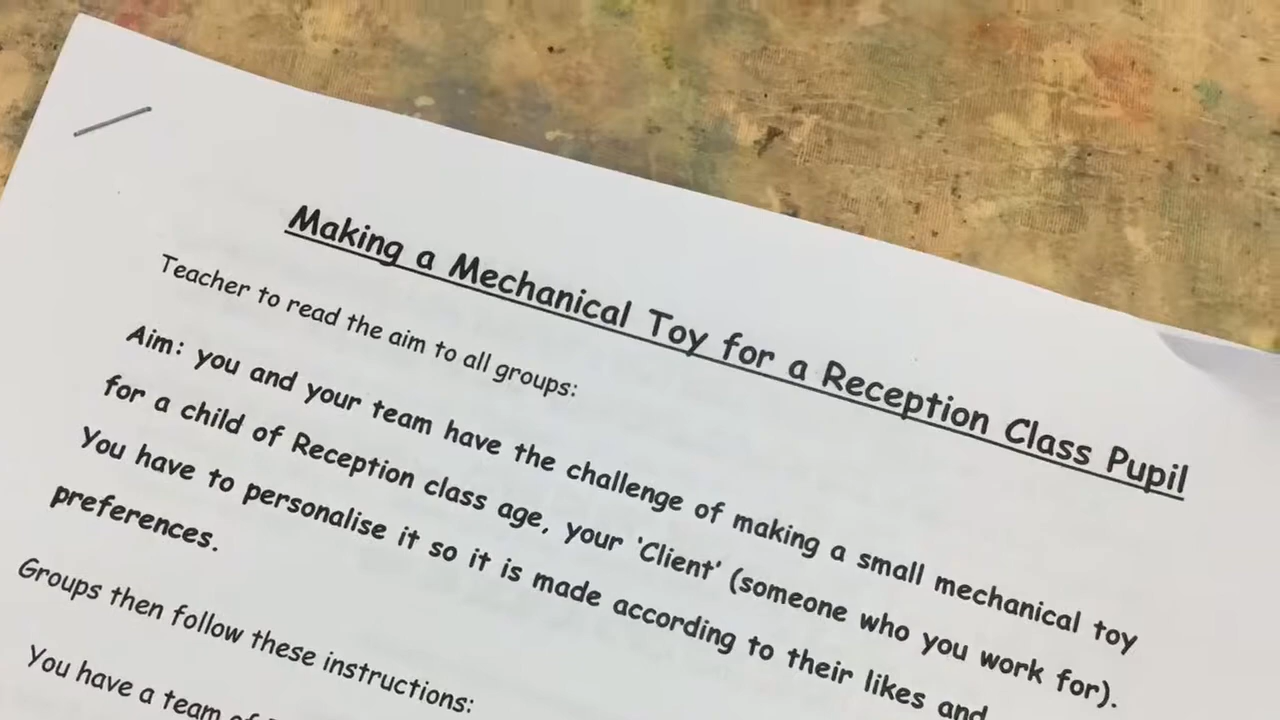 Making a Mechanical Toy for a Reception Class Pupil
Teacher to read the aim to all groups:
Aim: you and your team have the challenge of making a small mechanical toy
for a child of Reception class age, your ‘Client’ (someone who you work for).
You have to personalise it so it is made according to their likes and
preferences.
Groups then follow these instructions:
You have a team of